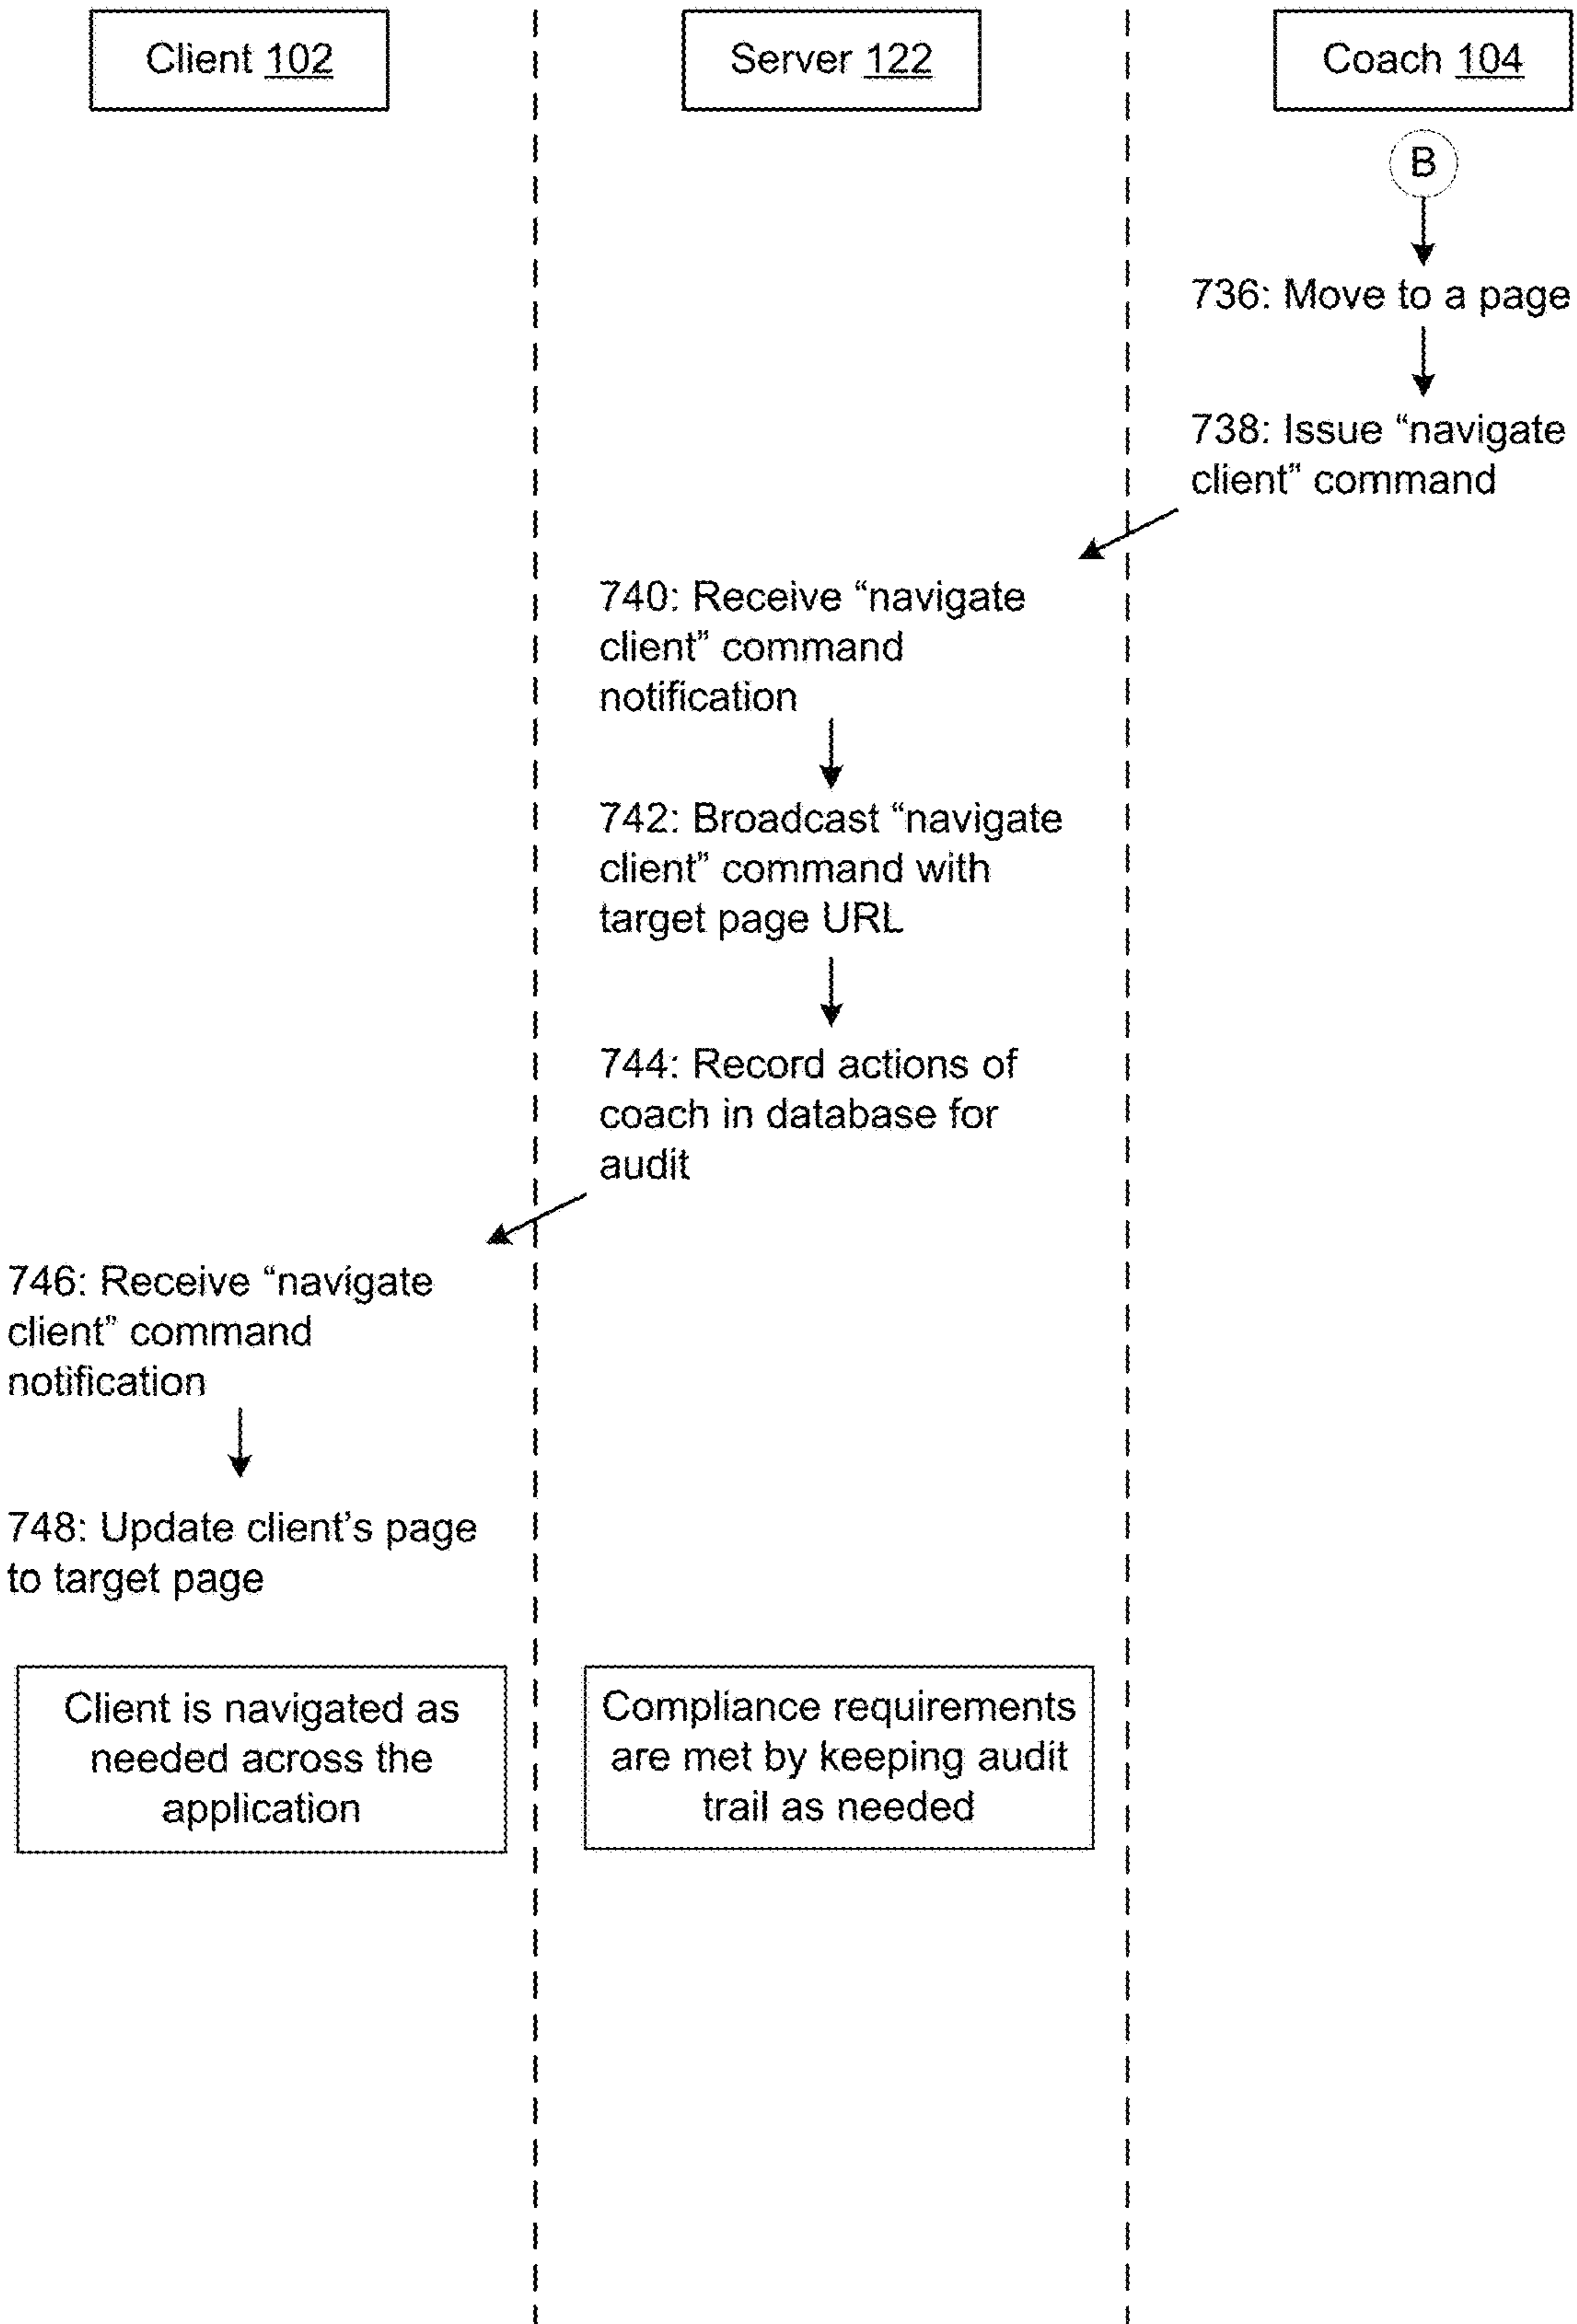 Client 102
Server 122
Coach 104
B
736: Move to a page
738: Issue “navigate
client” command
740: Receive “navigate
client” command
notification
742: Broadcast “navigate
client” command with
target page URL
744: Record actions of
coach in database for
audit
746: Receive “navigate
client” command
notification
748: Update client’s page
to target page
Client is navigated as
needed across the
application
Compliance requirements
are met by keeping audit
trail as needed